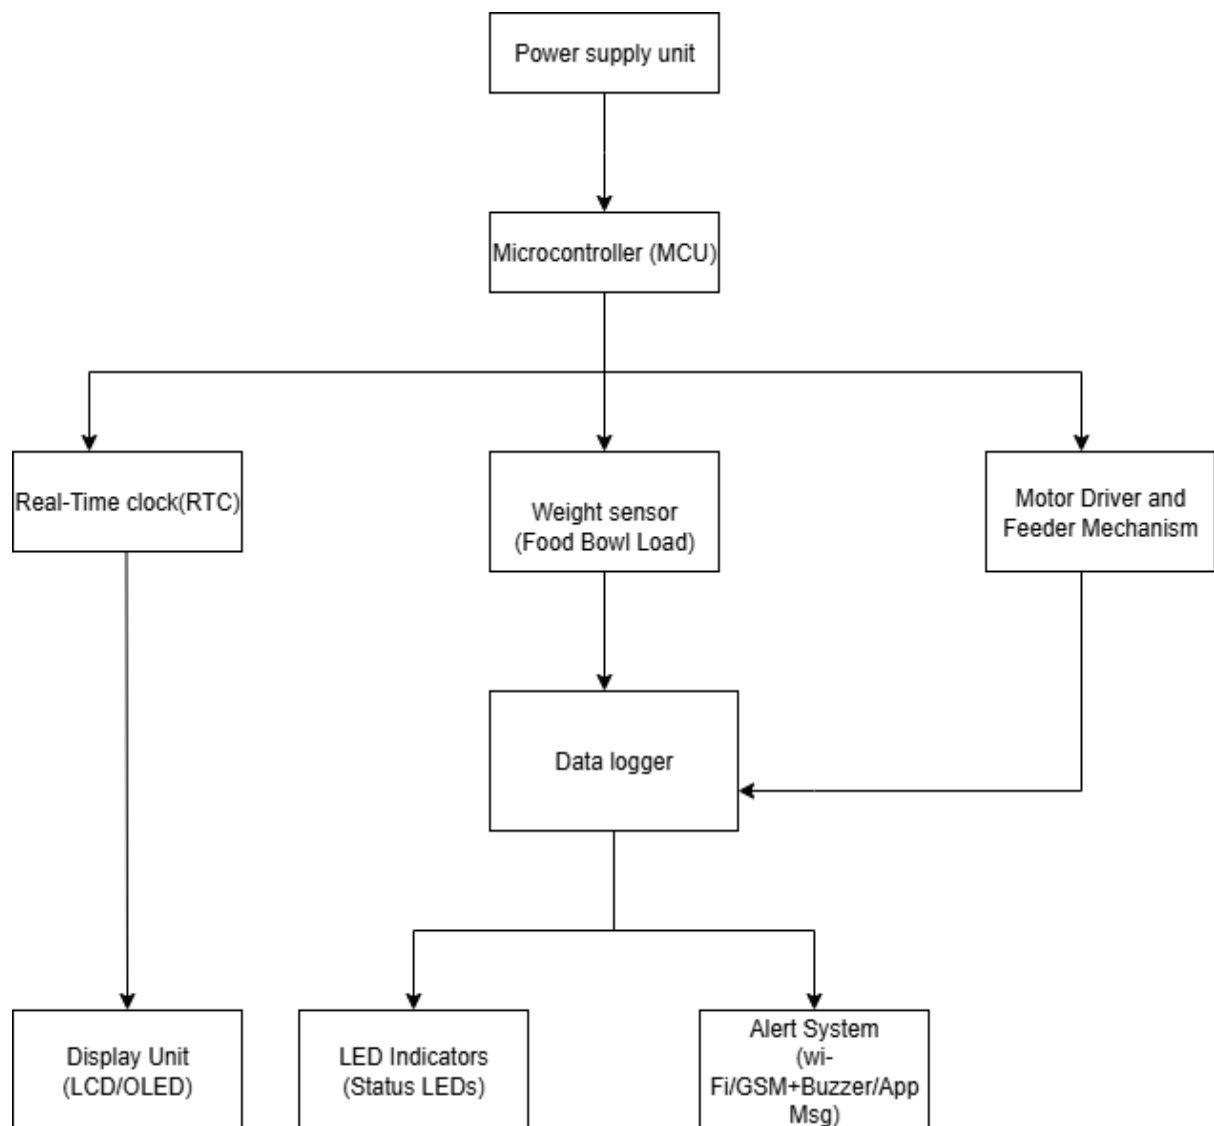 Power supply unit
Microcontroller (MCU)
Real-Time clock(RTC)
Weight sensor
(Food Bowl Load)
Motor Driver and
Feeder Mechanism
Data logger
Display Unit
(LCD/OLED)
LED Indicators
(Status LEDs)
Alert System
(wi-
Fi/GSM+Buzzer/App
Msg)